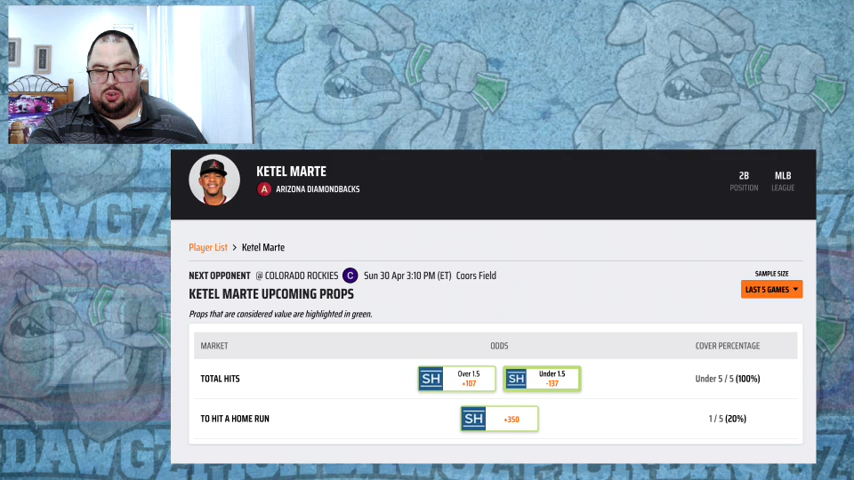 KETEL MARTE
A ARIZONA DIAMONDBACKS
2B
POSITION
MLB
LEAGUE
Player List > Ketel Marte
NEXT OPPONENT @ COLORADO ROCKIES C Sun 30 Apr 3:10 PM (ET) Coors Field
KETEL MARTE UPCOMING PROPS
Props that are considered value are highlighted in green.
SAMPLE SIZE
LAST 5 GAMES
MARKET ODDS COVER PERCENTAGE
TOTAL HITS
SH Over 1.5
+107
SH Under 1.5
-137
Under 5 / 5 (100%)
TO HIT A HOME RUN
SH +350
1 / 5 (20%)
DAWGZ
DAWGZ